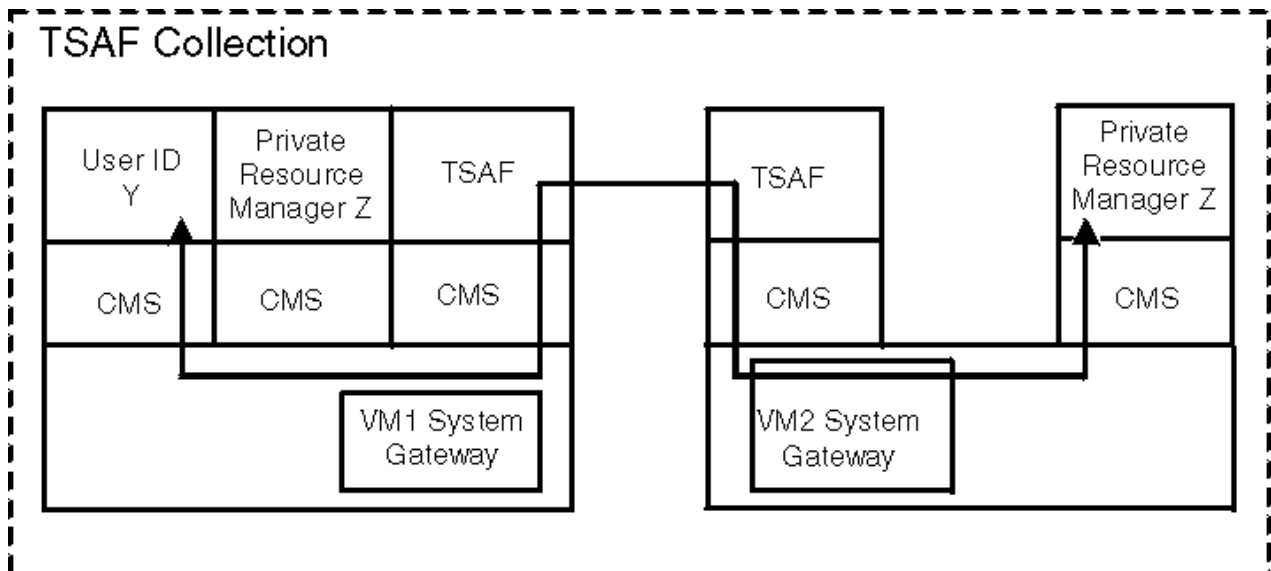 TSAF Collection
User ID
Y
Private
Resource
Manager Z
TSAF
TSAF
Private
Resource
Manager Z
CMS
CMS
CMS
CMS
CMS
VM1 System
Gateway
VM2 System
Gateway